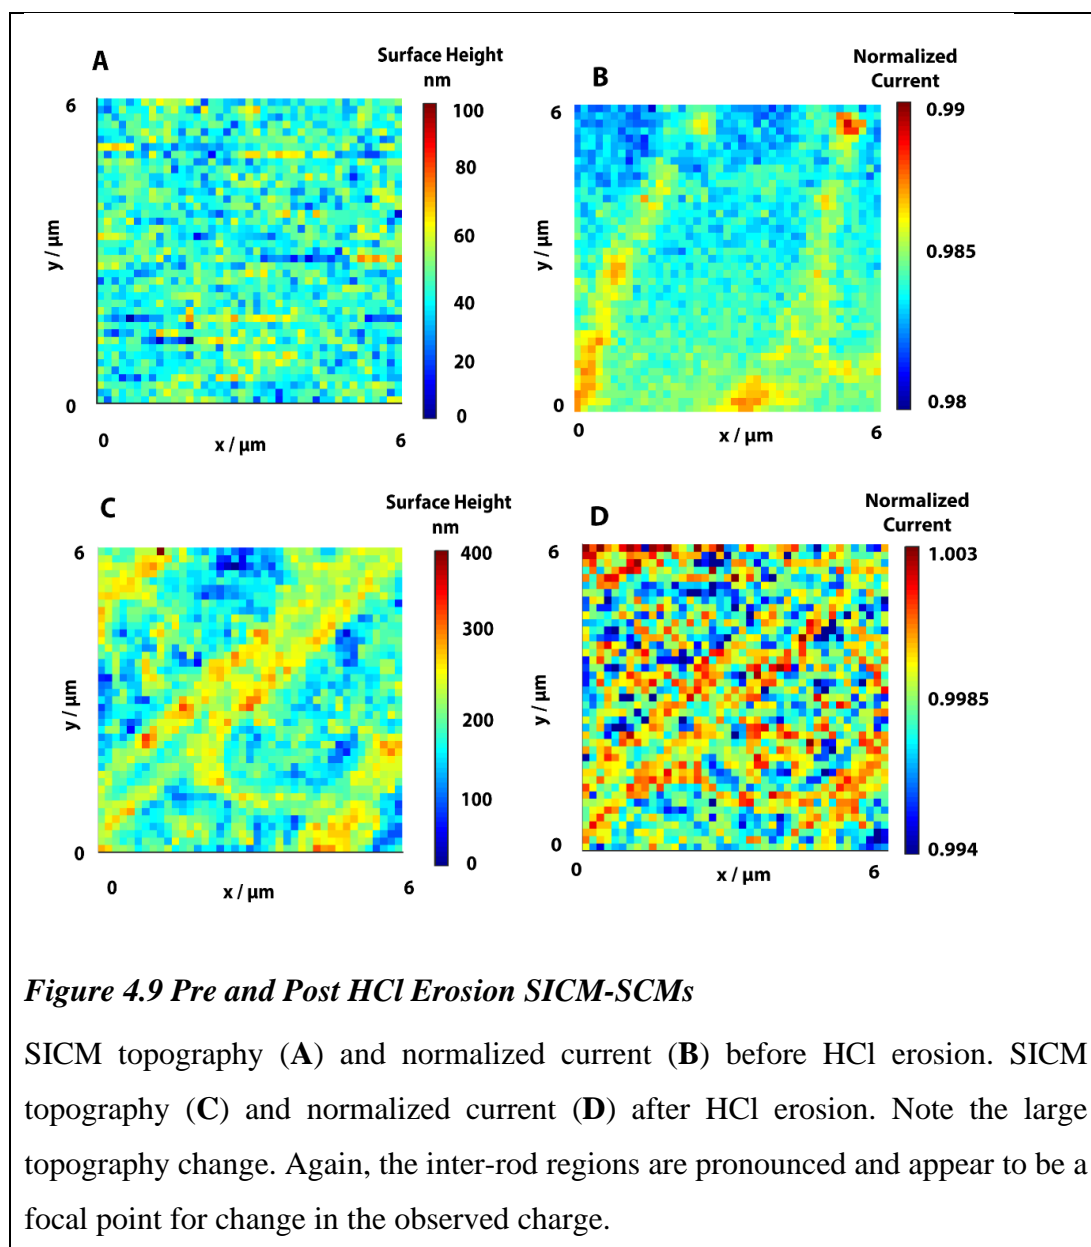 A
Surface Height
nm
6
100
80
60
40
20
0
y / µm
0
0
x / µm
6
B
Normalized
Current
6
0.99
0.985
0.98
y / µm
0
0
x / µm
6
C
Surface Height
nm
6
400
300
200
100
0
y / µm
0
0
x / µm
6
D
Normalized
Current
6
1.003
0.9985
0.994
y / µm
0
0
x / µm
6
Figure 4.9 Pre and Post HCl Erosion SICM-SCMs
SICM topography (A) and normalized current (B) before HCl erosion. SICM
topography (C) and normalized current (D) after HCl erosion. Note the large
topography change. Again, the inter-rod regions are pronounced and appear to be a
focal point for change in the observed charge.